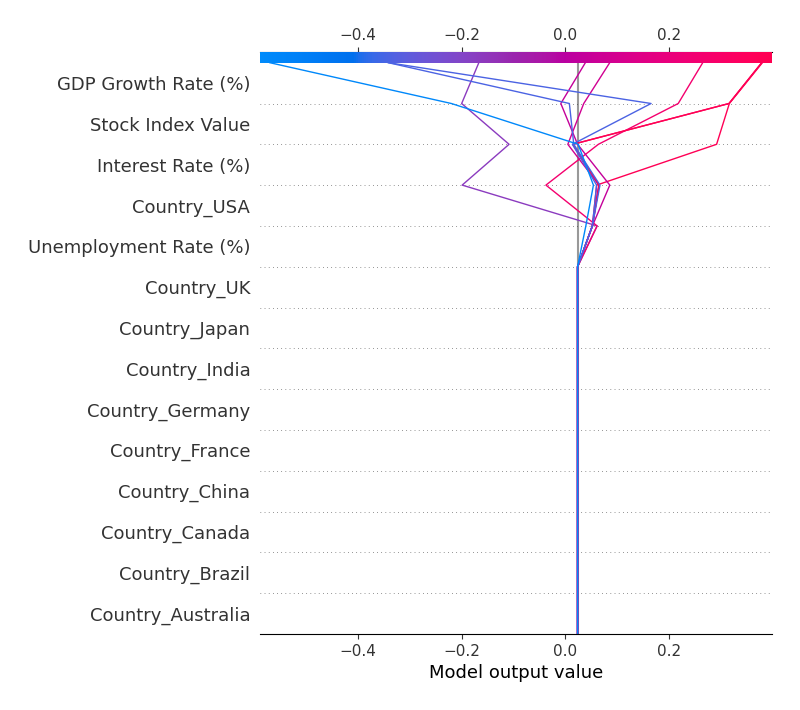 −0.4 −0.2 0.0 0.2
GDP Growth Rate (%)
Stock Index Value
Interest Rate (%)
Country_USA
Unemployment Rate (%)
Country_UK
Country_Japan
Country_India
Country_Germany
Country_France
Country_China
Country_Canada
Country_Brazil
Country_Australia
−0.4 −0.2 0.0 0.2
Model output value